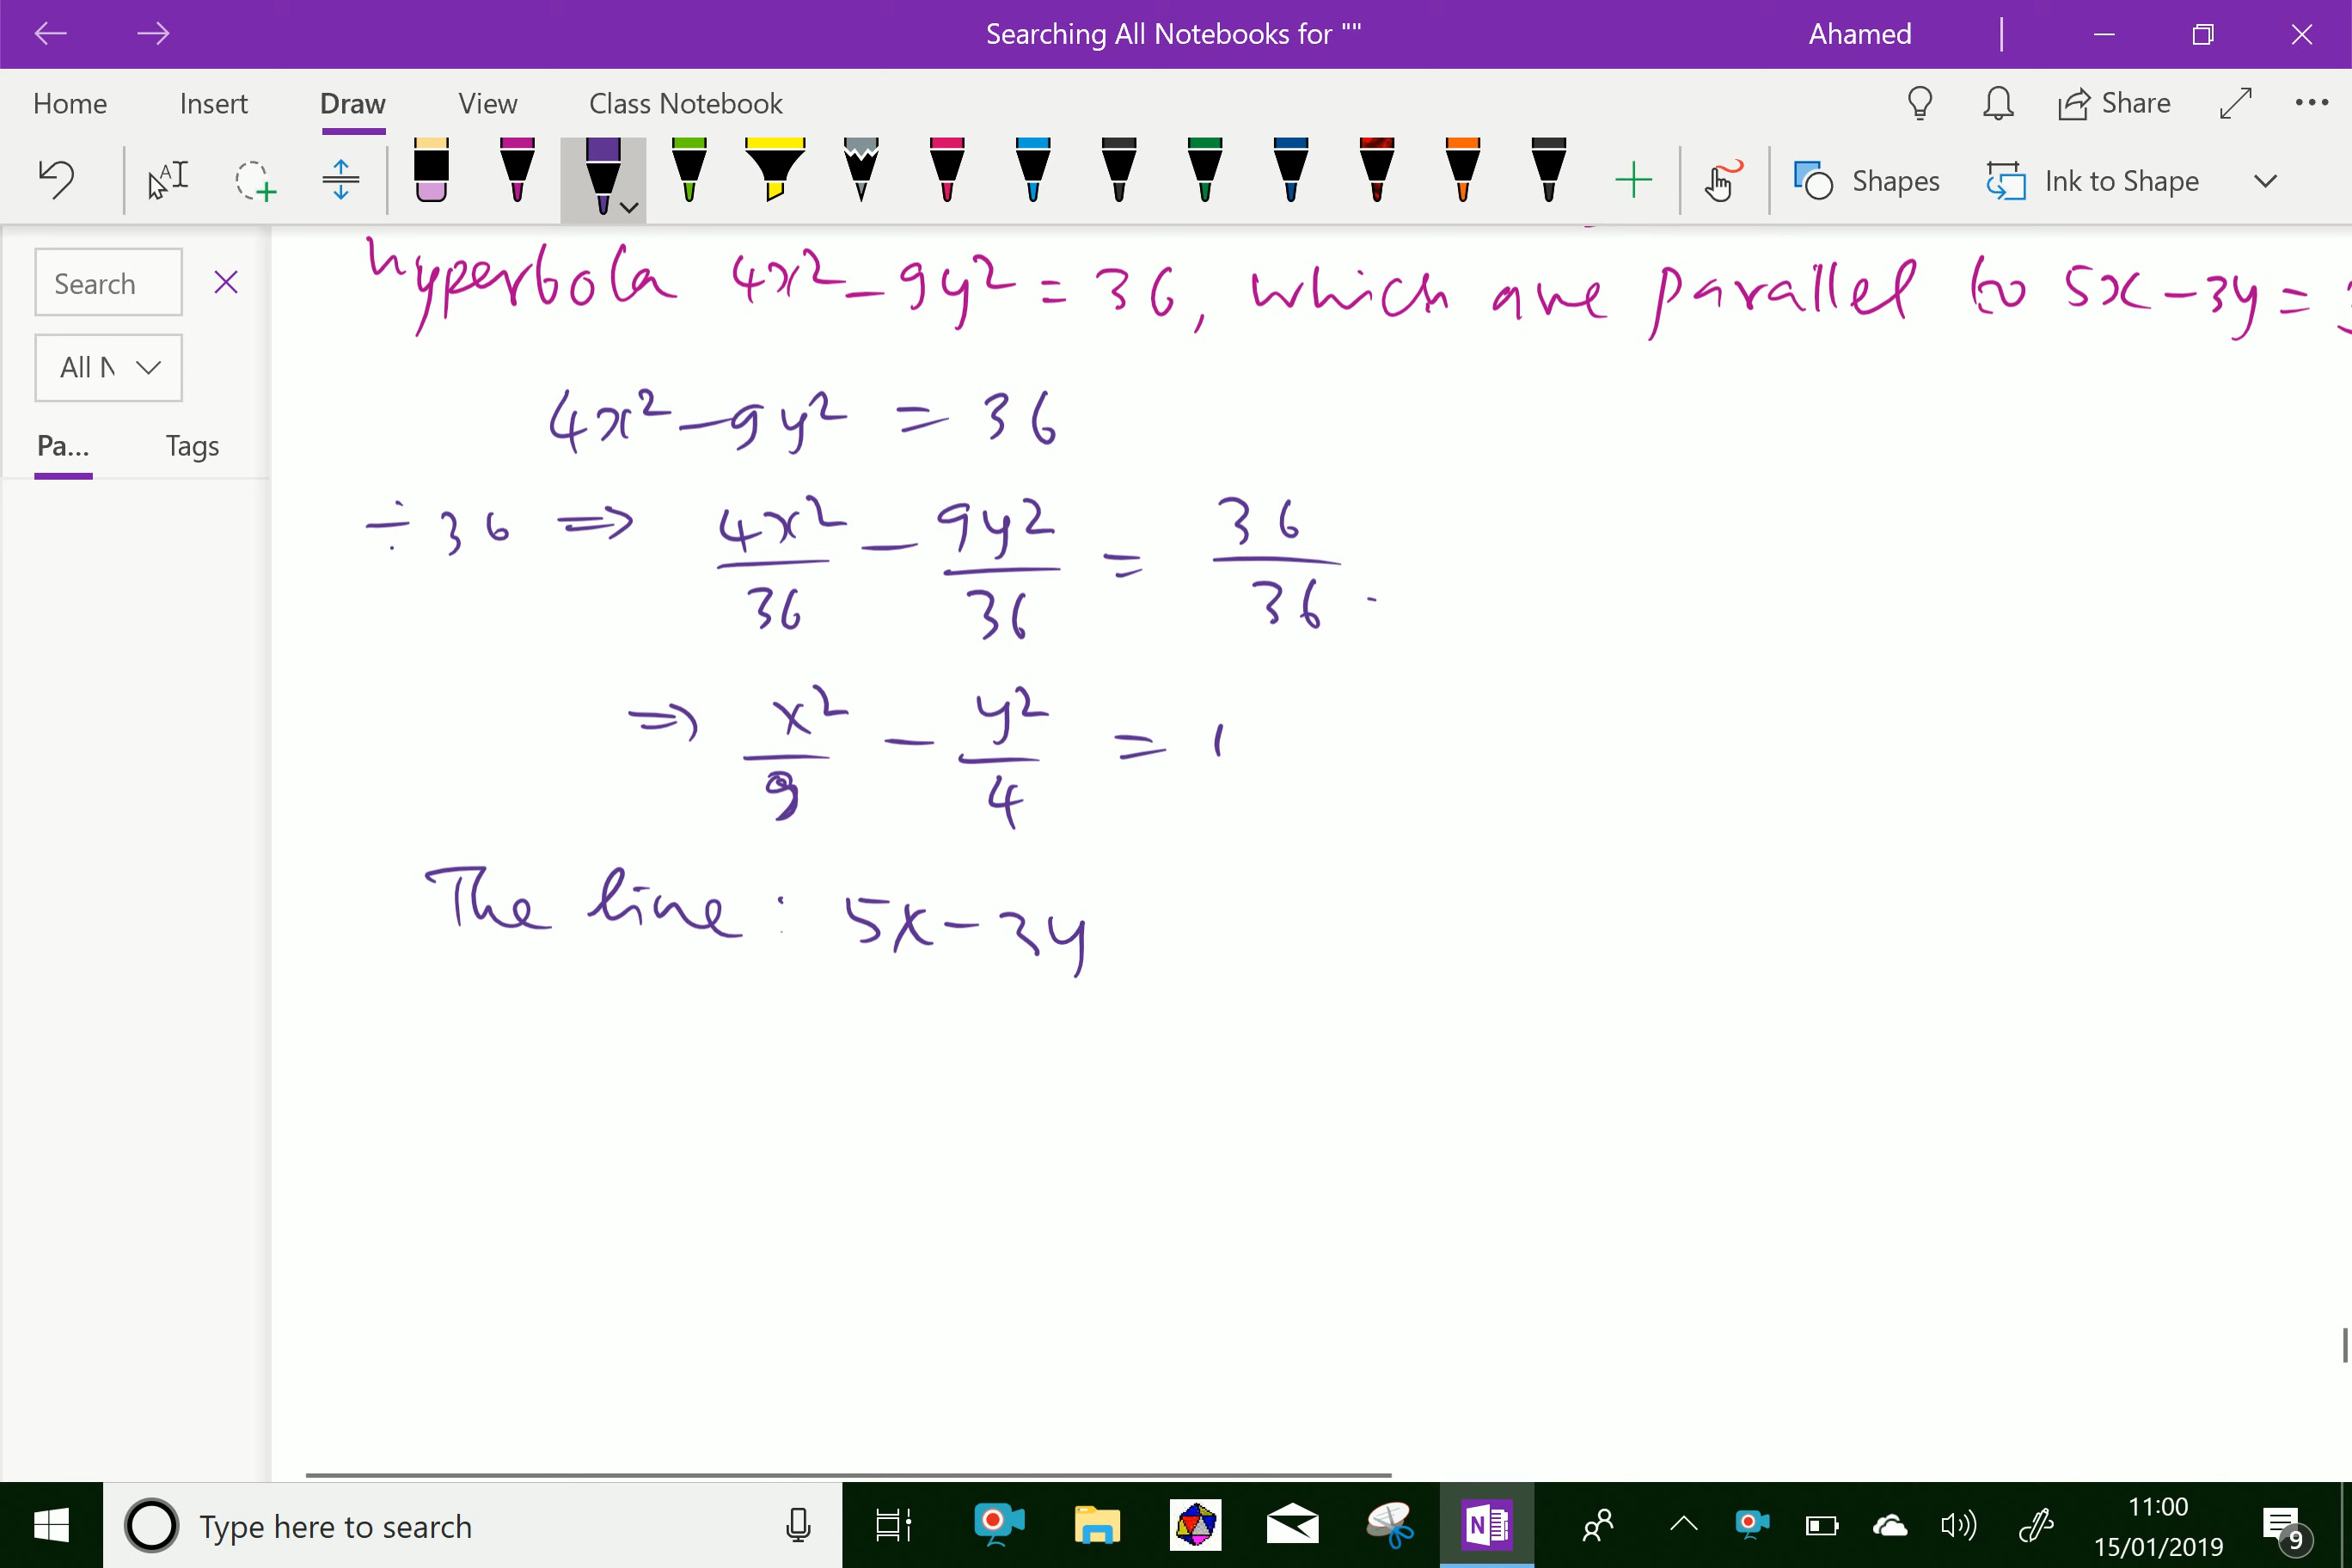 Searching All Notebooks for ""
Ahamed
Home Insert Draw View Class Notebook Share
Shapes Ink to Shape
Search
All N
Pa... Tags
hyperbola 4x² - 9y² = 36, which are parallel to 5x - 3y =
4x² - 9y² = 36
÷ 36 ⇒ 4x²/36 - 9y²/36 = 36/36
⇒ x²/9 - y²/4 = 1
The line : 5x - 3y
Type here to search
11:00
15/01/2019
9